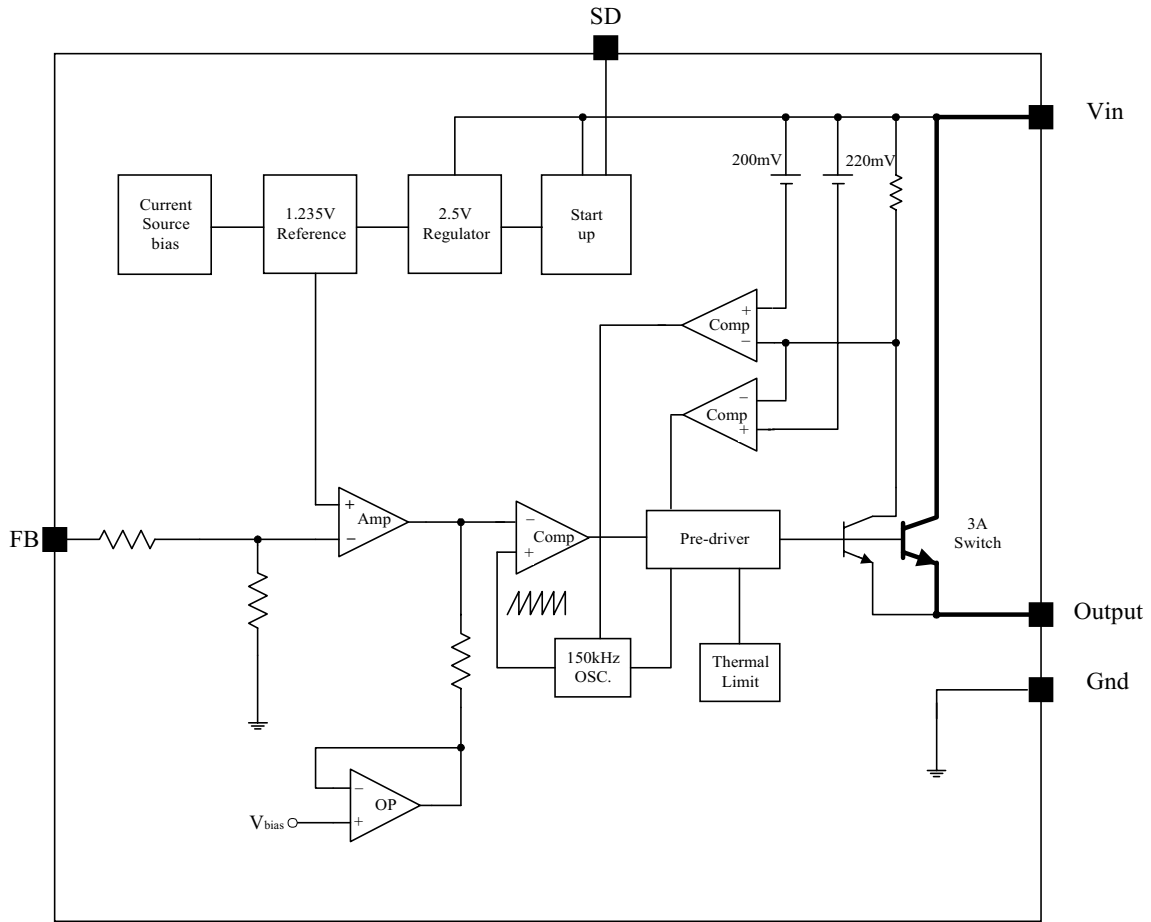 SD
Vin
200mV
220mV
Current
Source
bias
1.235V
Reference
2.5V
Regulator
Start
up
+
Comp
−
−
Comp
+
FB
+
Amp
−
−
Comp
+
Pre-driver
3A
Switch
Output
150kHz
OSC.
Thermal
Limit
Gnd
−
OP
+
Vbias